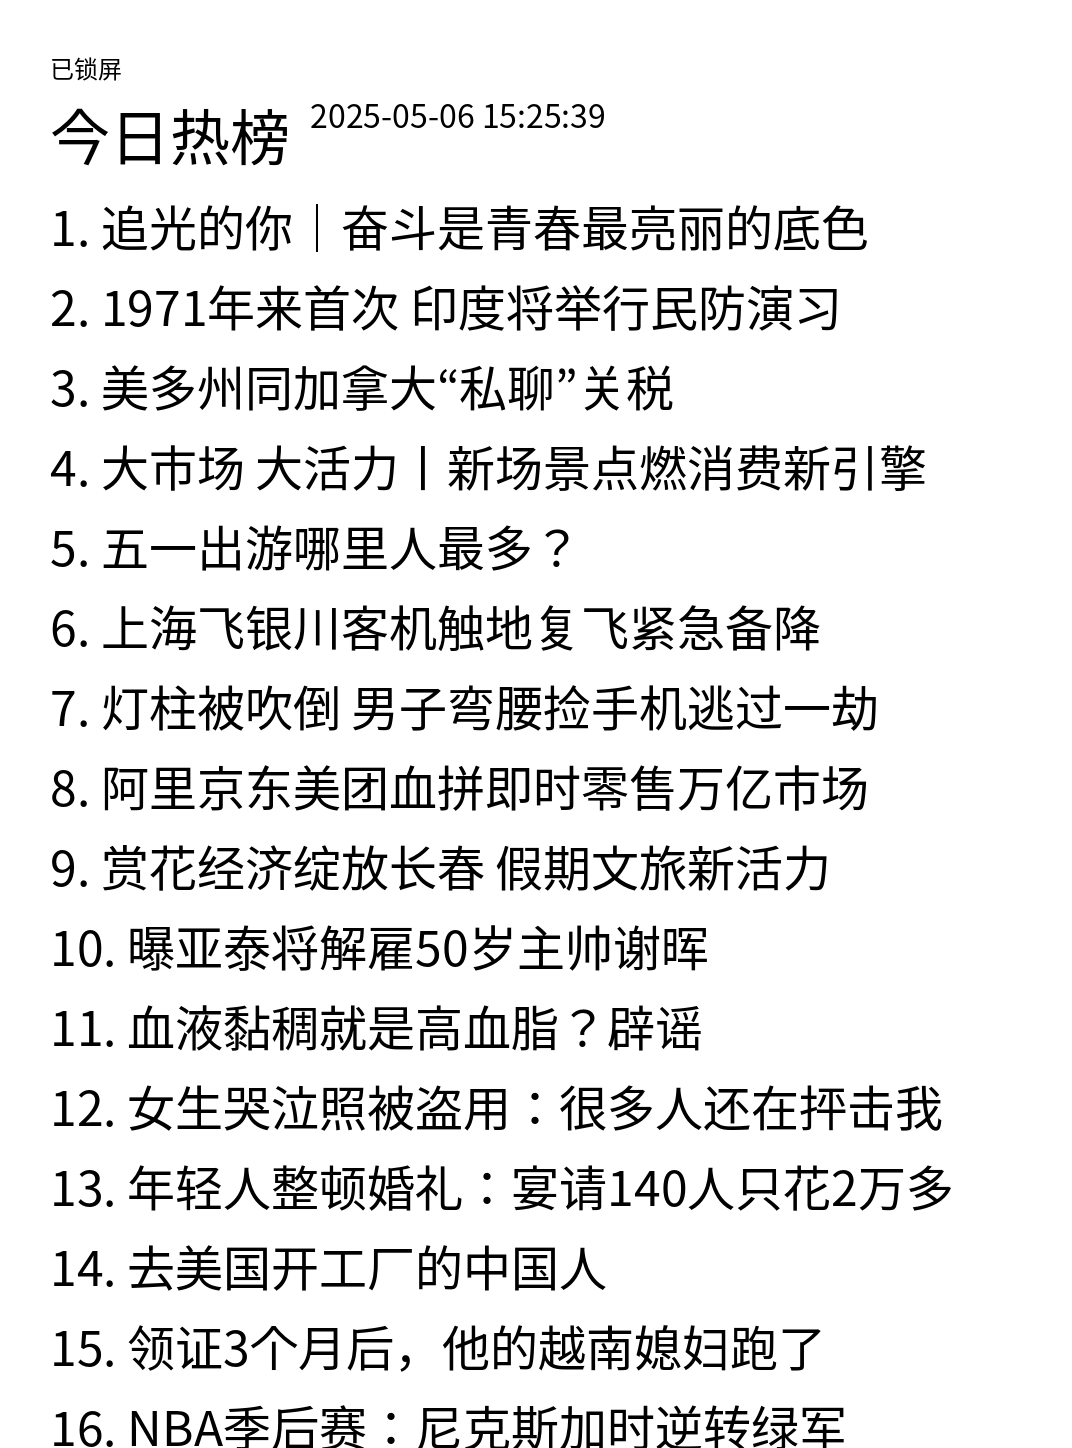 已锁屏
今日热榜 2025-05-06 15:25:39
1. 追光的你｜奋斗是青春最亮丽的底色
2. 1971年来首次 印度将举行民防演习
3. 美多州同加拿大“私聊”关税
4. 大市场 大活力丨新场景点燃消费新引擎
5. 五一出游哪里人最多？
6. 上海飞银川客机触地复飞紧急备降
7. 灯柱被吹倒 男子弯腰捡手机逃过一劫
8. 阿里京东美团血拼即时零售万亿市场
9. 赏花经济绽放长春 假期文旅新活力
10. 曝亚泰将解雇50岁主帅谢晖
11. 血液黏稠就是高血脂？辟谣
12. 女生哭泣照被盗用：很多人还在抨击我
13. 年轻人整顿婚礼：宴请140人只花2万多
14. 去美国开工厂的中国人
15. 领证3个月后，他的越南媳妇跑了
16. NBA季后赛：尼克斯加时逆转绿军